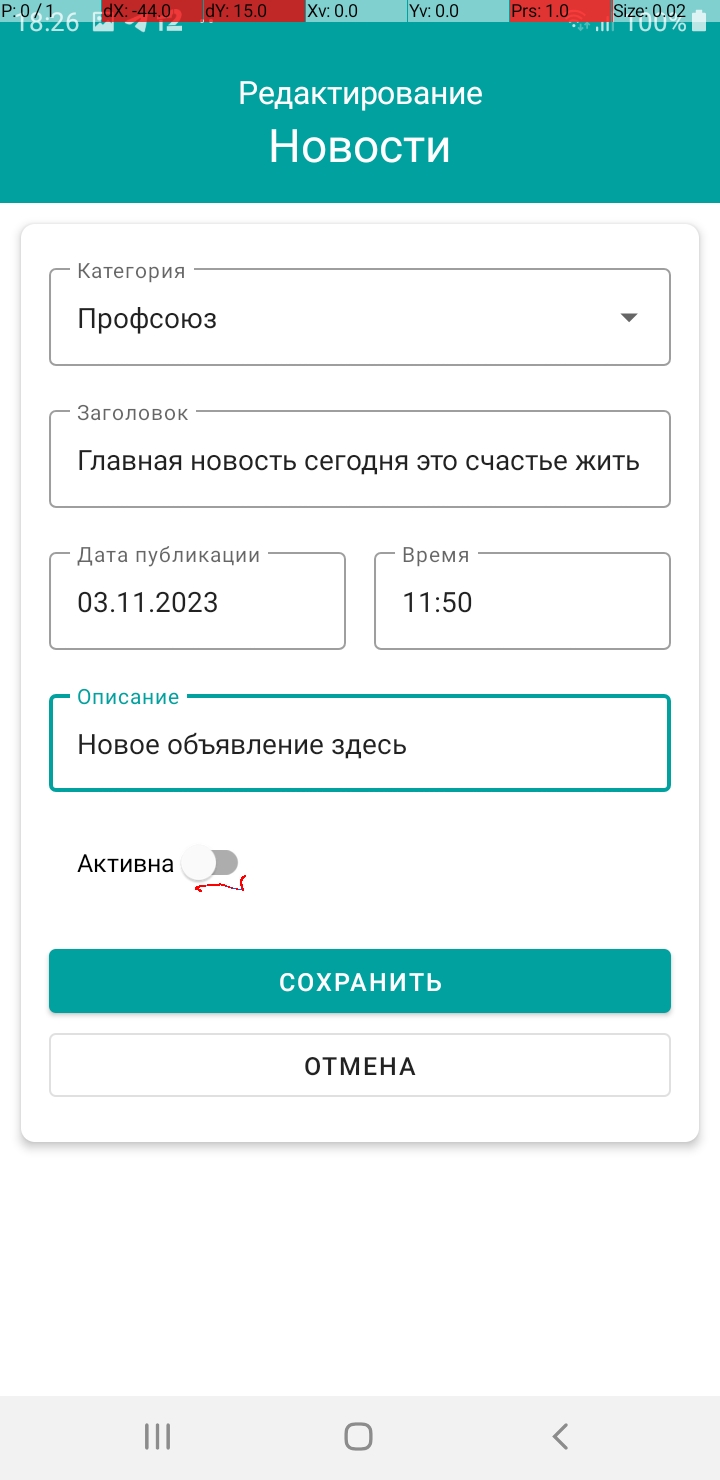 P: 0 / 1 dX: -44.0 dY: 15.0 Xv: 0.0 Yv: 0.0 Prs: 1.0 Size: 0.02
18:26 12 100%
Редактирование
Новости
Категория
Профсоюз
Заголовок
Главная новость сегодня это счастье жить
Дата публикации Время
03.11.2023 11:50
Описание
Новое объявление здесь
Активна
СОХРАНИТЬ
ОТМЕНА